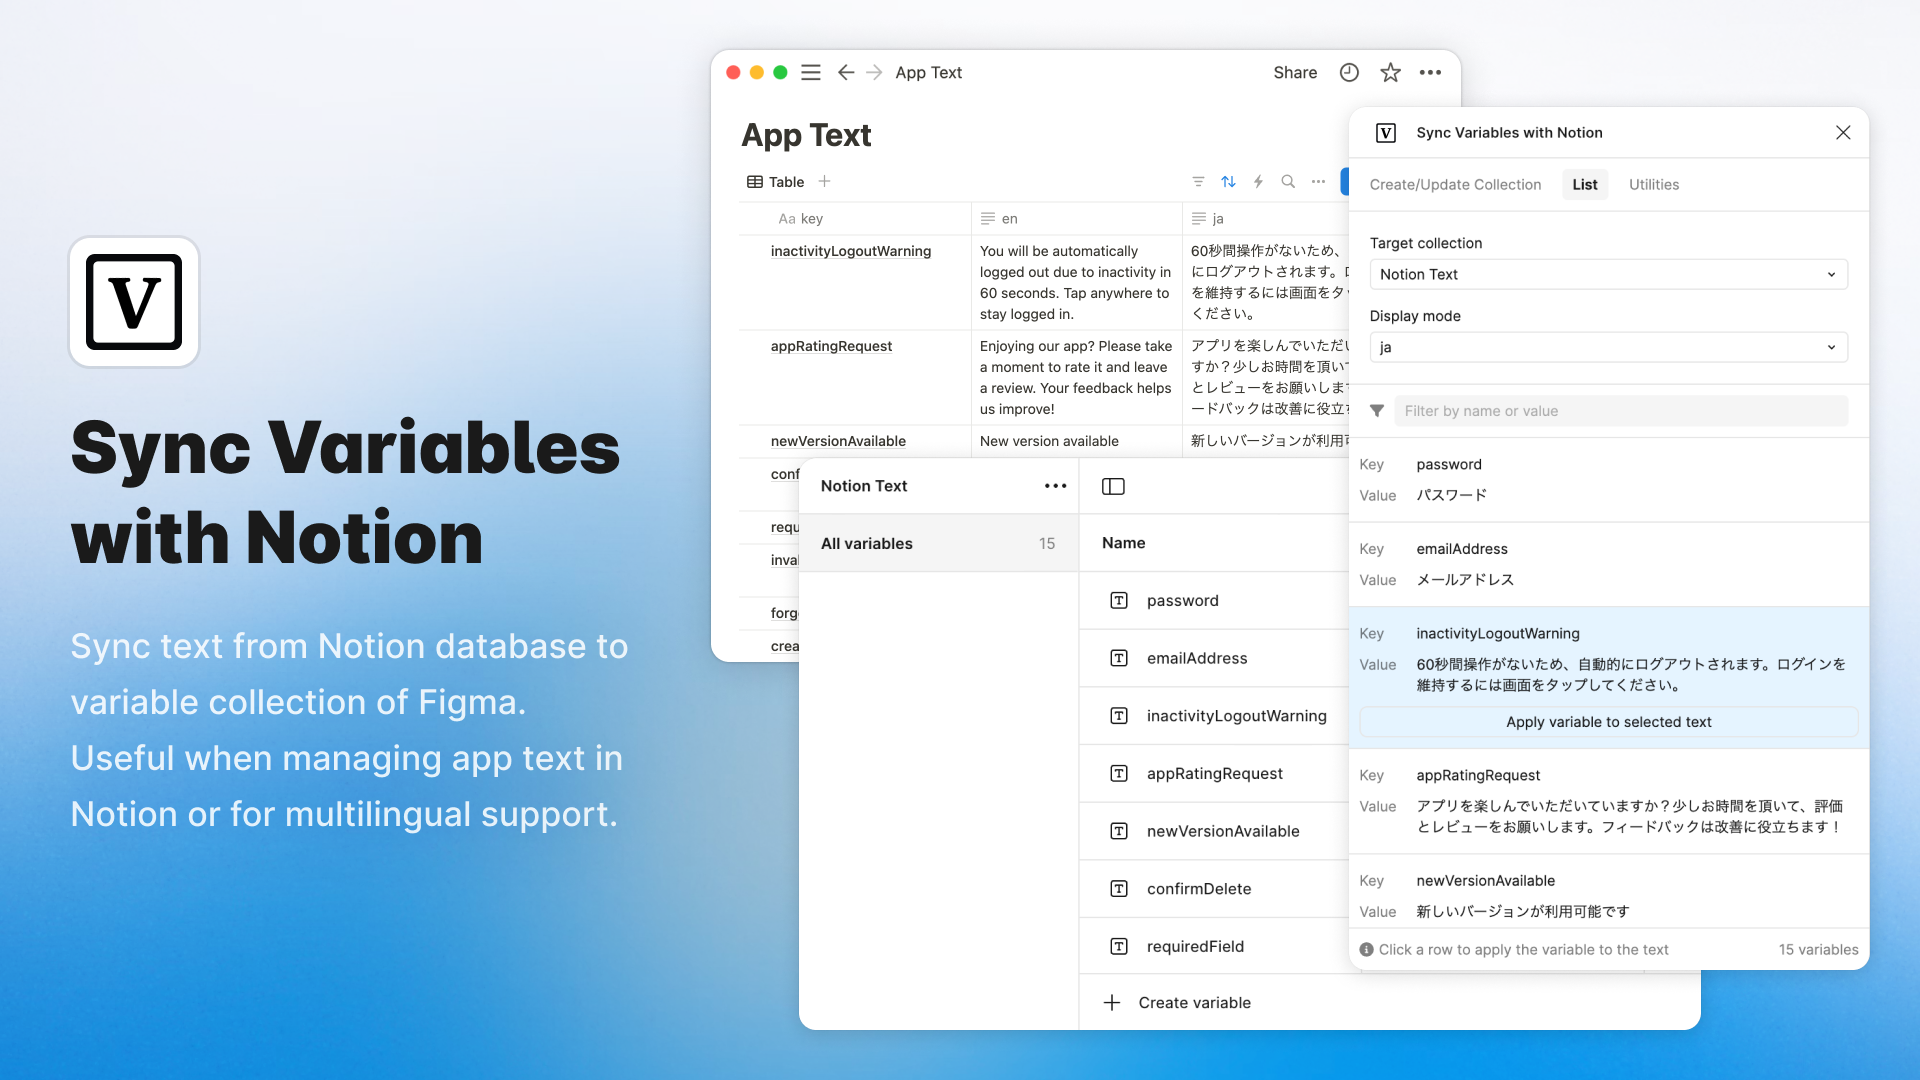 V
Sync Variables
with Notion
Sync text from Notion database to
variable collection of Figma.
Useful when managing app text in
Notion or for multilingual support.
App Text
Share
App Text
Table
Aa key
en
ja
inactivityLogoutWarning
You will be automatically
logged out due to inactivity in
60 seconds. Tap anywhere to
stay logged in.
60秒間操作がないため、
にログアウトされます。ロ
を維持するには画面をタッ
ください。
appRatingRequest
Enjoying our app? Please take
a moment to rate it and leave
a review. Your feedback helps
us improve!
アプリを楽しんでいただい
すか？少しお時間を頂いて
とレビューをお願いします
ードバックは改善に役立ち
newVersionAvailable
New version available
新しいバージョンが利用可
conf
requ
inval
forg
crea
Notion Text
All variables
15
Name
password
emailAddress
inactivityLogoutWarning
appRatingRequest
newVersionAvailable
confirmDelete
requiredField
Create variable
V
Sync Variables with Notion
Create/Update Collection
List
Utilities
Target collection
Notion Text
Display mode
ja
Filter by name or value
Key password
Value パスワード
Key emailAddress
Value メールアドレス
Key inactivityLogoutWarning
Value 60秒間操作がないため、自動的にログアウトされます。ログインを
維持するには画面をタップしてください。
Apply variable to selected text
Key appRatingRequest
Value アプリを楽しんでいただいていますか？少しお時間を頂いて、評価
とレビューをお願いします。フィードバックは改善に役立ちます！
Key newVersionAvailable
Value 新しいバージョンが利用可能です
Click a row to apply the variable to the text
15 variables